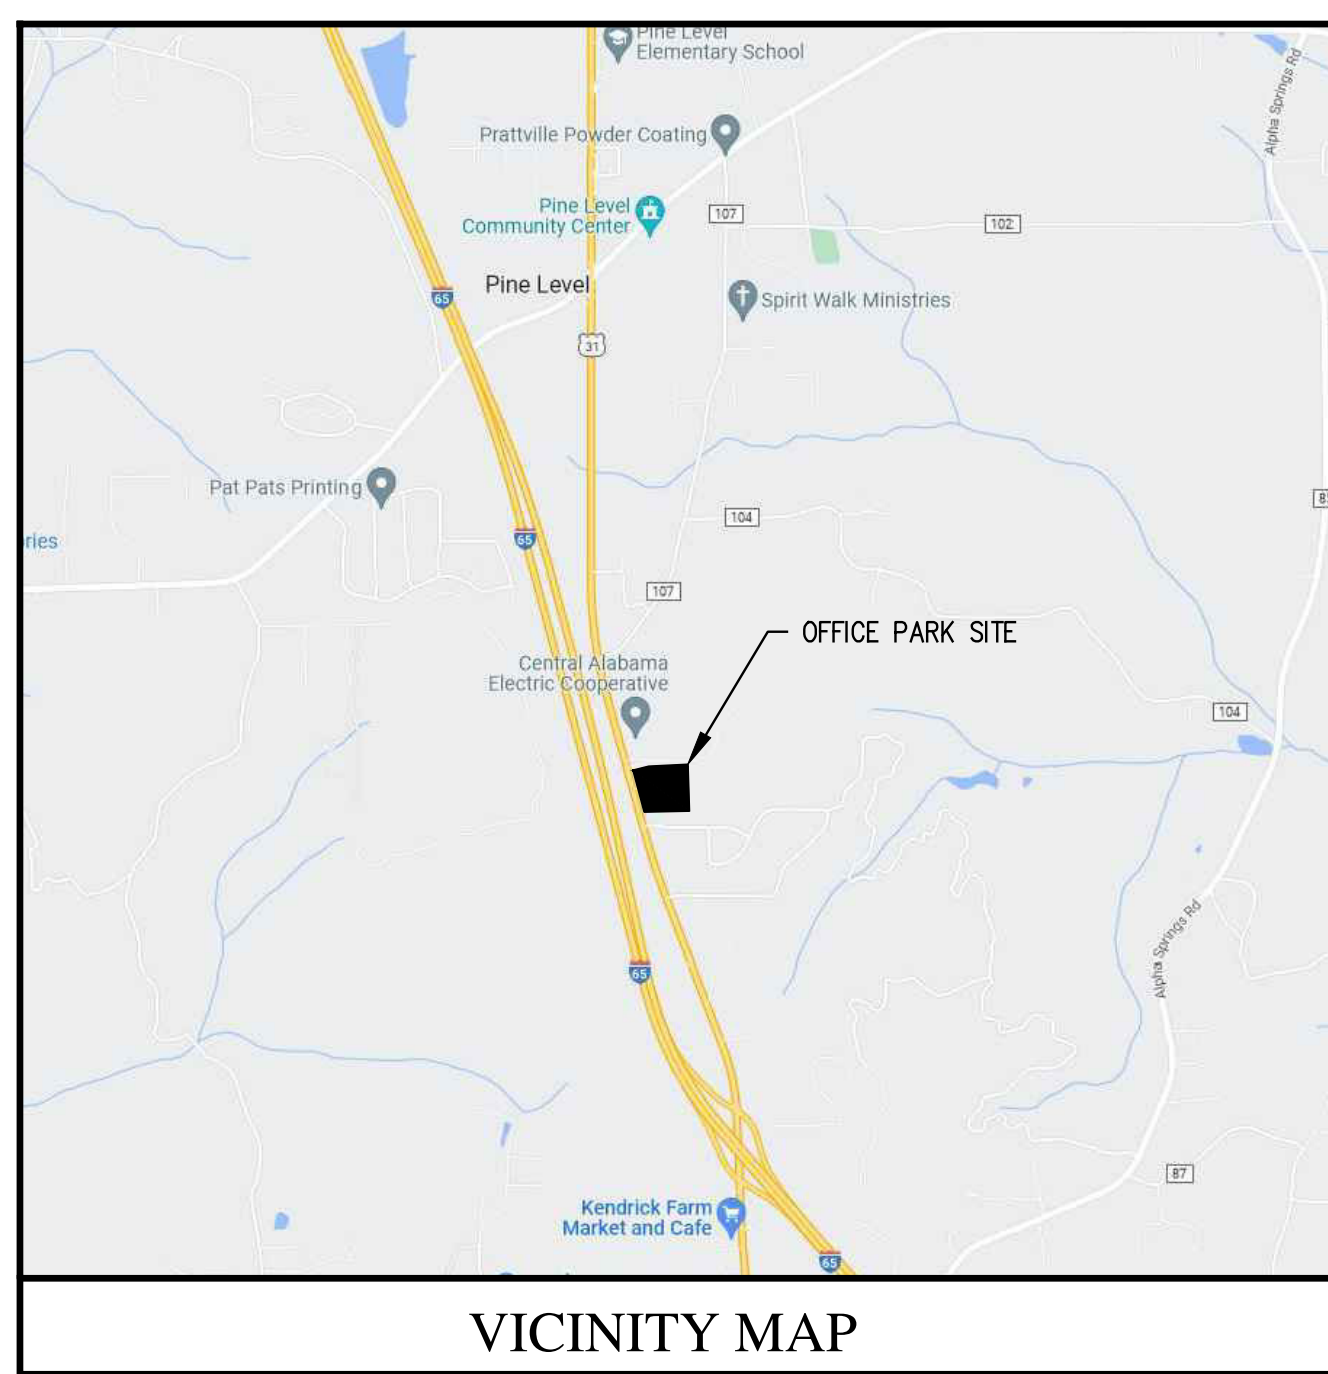 Pine Level
Elementary School
Alpha Springs Rd
Prattville Powder Coating
Pine Level
Community Center
107
102
Pine Level
65
Spirit Walk Ministries
31
Pat Pats Printing
104
8
ries
65
107
OFFICE PARK SITE
Central Alabama
Electric Cooperative
104
Alpha Springs Rd
65
87
Kendrick Farm
Market and Cafe
65
VICINITY MAP